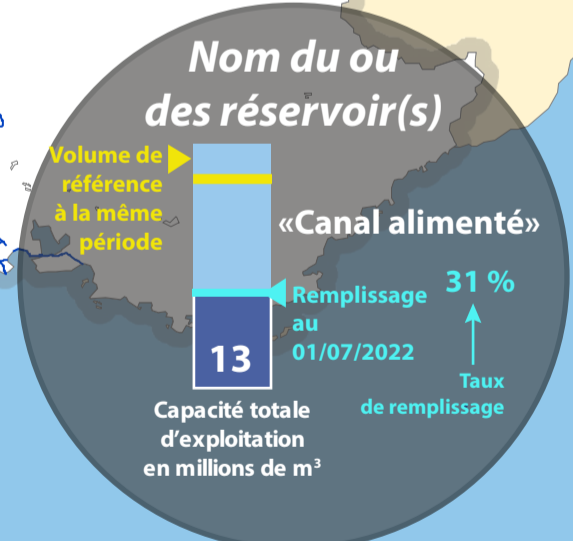 Nom du ou
des réservoir(s)
Volume de
référence
à la même
période
«Canal alimenté»
31 %
Remplissage
au
01/07/2022
Taux
de remplissage
13
Capacité totale
d’exploitation
en millions de m³